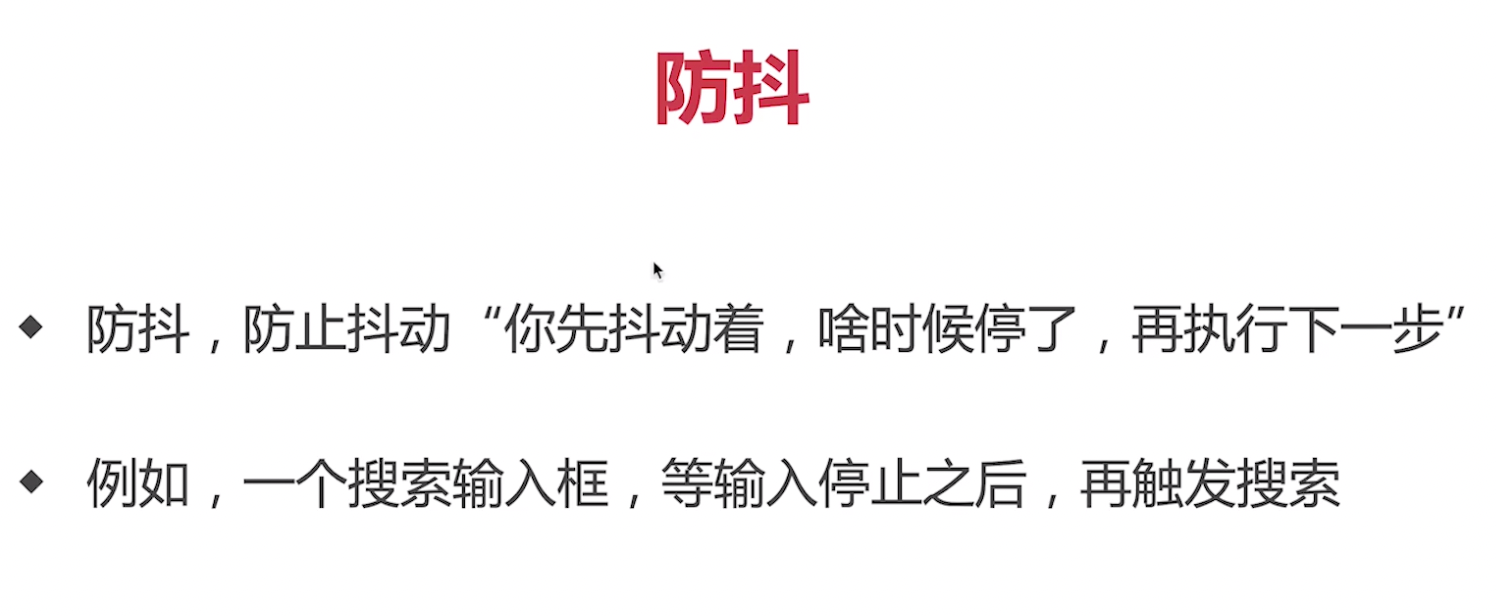 防抖
◆ 防抖，防止抖动“你先抖动着，啥时候停了，再执行下一步”
◆ 例如，一个搜索输入框，等输入停止之后，再触发搜索